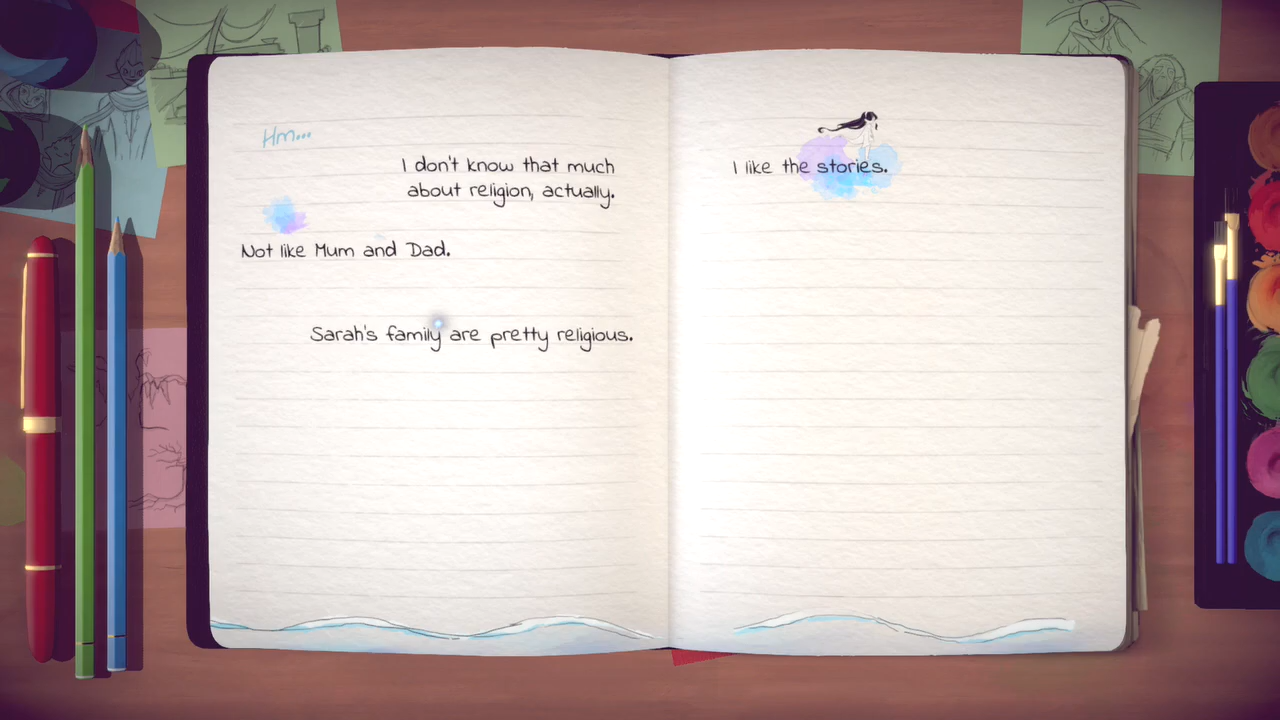 Hm...
I don't know that much
about religion, actually.
Not like Mum and Dad.
Sarah's family are pretty religious.
I like the stories.